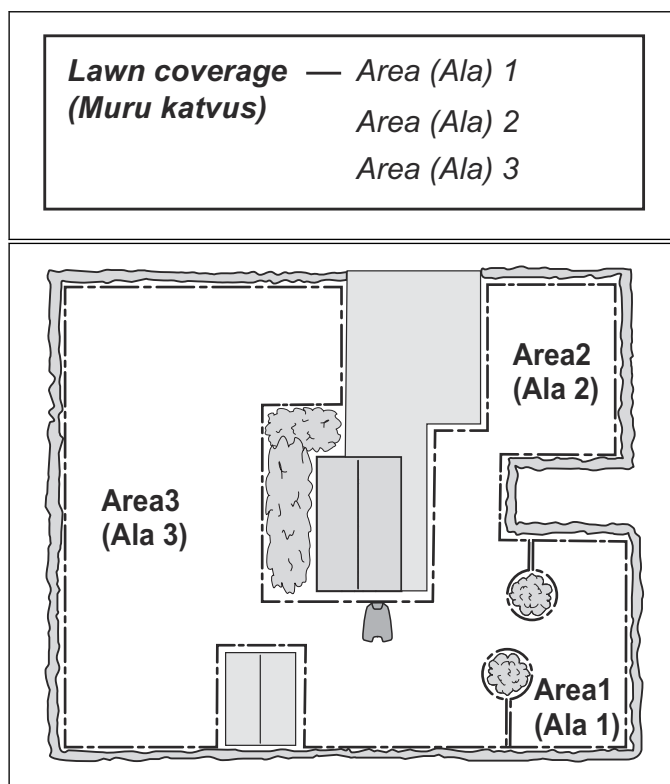 Lawn coverage — Area (Ala) 1
(Muru katvus)
Area (Ala) 2
Area (Ala) 3
Area2
(Ala 2)
Area3
(Ala 3)
Area1
(Ala 1)